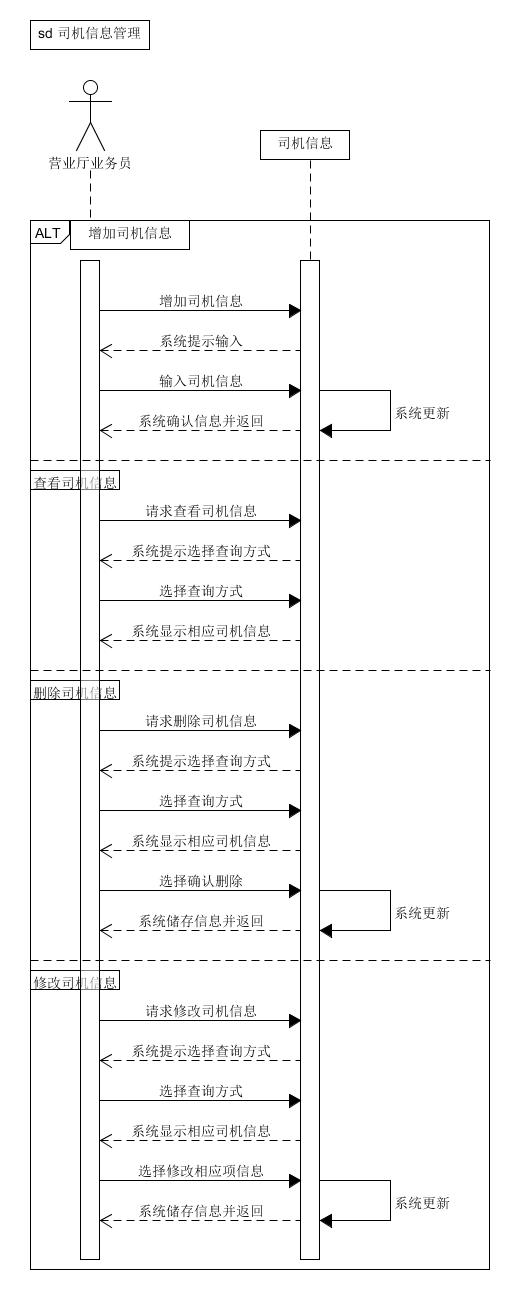 sd 司机信息管理
营业厅业务员
司机信息
ALT
增加司机信息
增加司机信息
系统提示输入
输入司机信息
系统更新
系统确认信息并返回
查看司机信息
请求查看司机信息
系统提示选择查询方式
选择查询方式
系统显示相应司机信息
删除司机信息
请求删除司机信息
系统提示选择查询方式
选择查询方式
系统显示相应司机信息
选择确认删除
系统更新
系统储存信息并返回
修改司机信息
请求修改司机信息
系统提示选择查询方式
选择查询方式
系统显示相应司机信息
选择修改相应项信息
系统更新
系统储存信息并返回